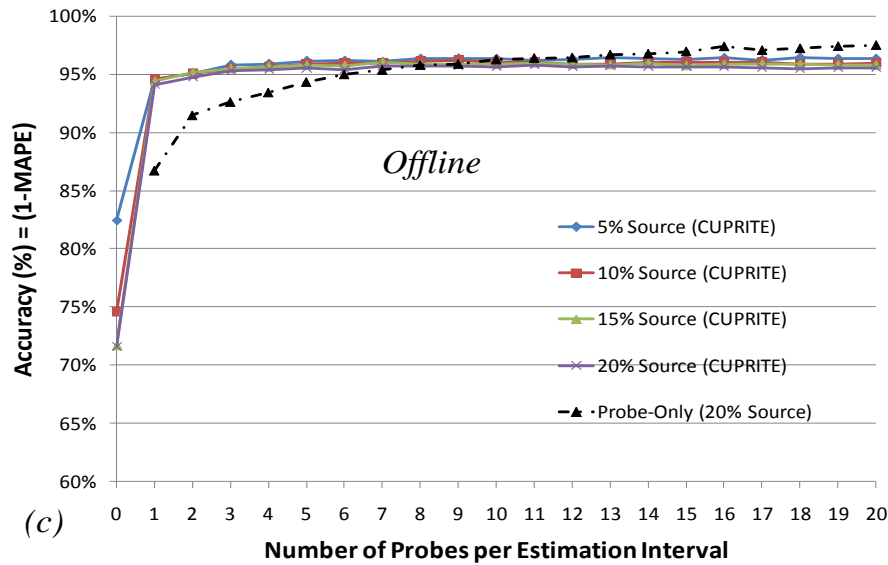 100%
95%
90%
85%
80%
75%
70%
65%
60%
Accuracy (%) = (1-MAPE)
Offline
5% Source (CUPRITE)
10% Source (CUPRITE)
15% Source (CUPRITE)
20% Source (CUPRITE)
Probe-Only (20% Source)
0 1 2 3 4 5 6 7 8 9 10 11 12 13 14 15 16 17 18 19 20
(c)
Number of Probes per Estimation Interval